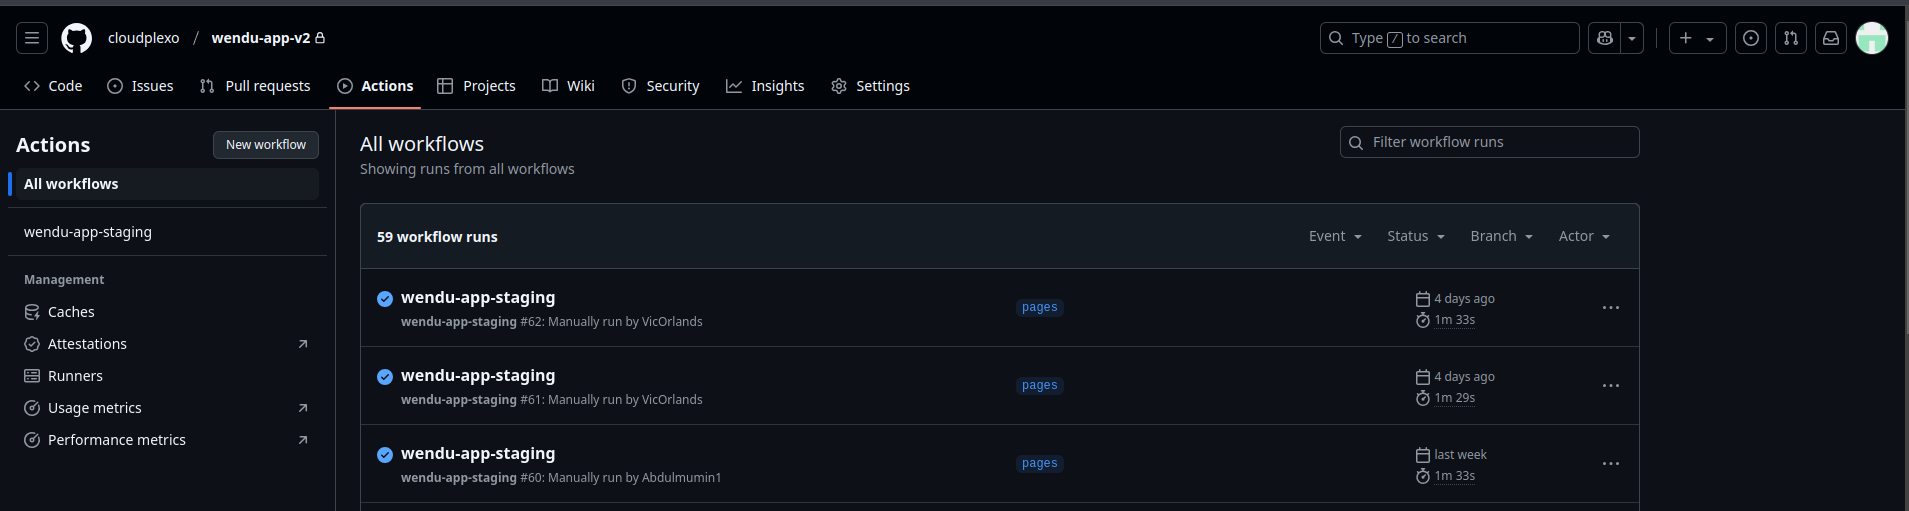 cloudplexo / wendu-app-v2
Type / to search
Code
Issues
Pull requests
Actions
Projects
Wiki
Security
Insights
Settings
Actions
New workflow
All workflows
wendu-app-staging
Management
Caches
Attestations
Runners
Usage metrics
Performance metrics
All workflows
Showing runs from all workflows
Filter workflow runs
59 workflow runs
Event
Status
Branch
Actor
wendu-app-staging
wendu-app-staging #62: Manually run by VicOrlands
pages
4 days ago
1m 33s
wendu-app-staging
wendu-app-staging #61: Manually run by VicOrlands
pages
4 days ago
1m 29s
wendu-app-staging
wendu-app-staging #60: Manually run by Abdulmumin1
pages
last week
1m 33s